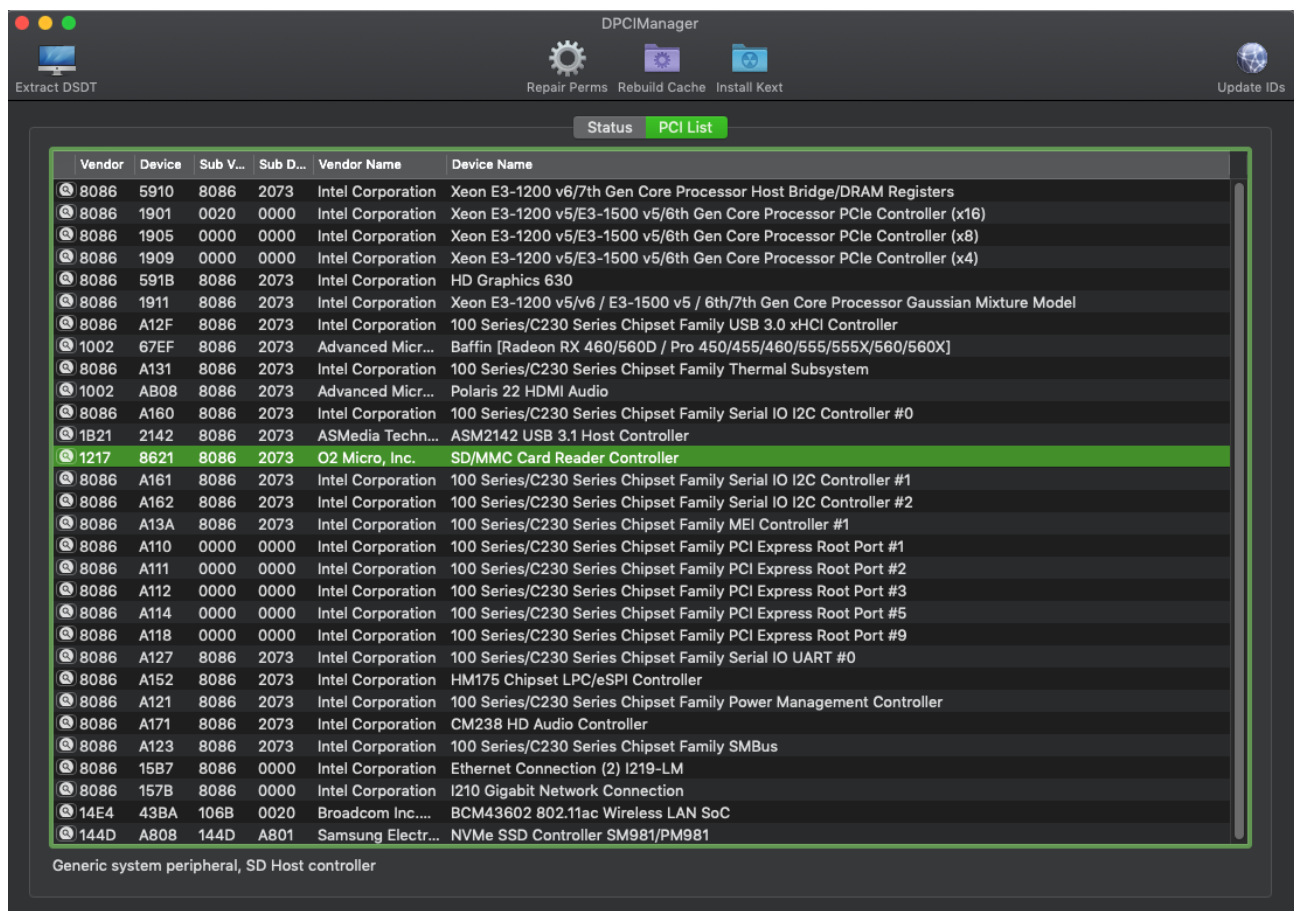 DPCIManager
Extract DSDT
Repair Perms Rebuild Cache Install Kext
Update IDs
Status PCI List
Vendor Device Sub V... Sub D... Vendor Name Device Name
8086 5910 8086 2073 Intel Corporation Xeon E3-1200 v6/7th Gen Core Processor Host Bridge/DRAM Registers
8086 1901 0020 0000 Intel Corporation Xeon E3-1200 v5/E3-1500 v5/6th Gen Core Processor PCIe Controller (x16)
8086 1905 0000 0000 Intel Corporation Xeon E3-1200 v5/E3-1500 v5/6th Gen Core Processor PCIe Controller (x8)
8086 1909 0000 0000 Intel Corporation Xeon E3-1200 v5/E3-1500 v5/6th Gen Core Processor PCIe Controller (x4)
8086 591B 8086 2073 Intel Corporation HD Graphics 630
8086 1911 8086 2073 Intel Corporation Xeon E3-1200 v5/v6 / E3-1500 v5 / 6th/7th Gen Core Processor Gaussian Mixture Model
8086 A12F 8086 2073 Intel Corporation 100 Series/C230 Series Chipset Family USB 3.0 xHCI Controller
1002 67EF 8086 2073 Advanced Micr... Baffin [Radeon RX 460/560D / Pro 450/455/460/555/555X/560/560X]
8086 A131 8086 2073 Intel Corporation 100 Series/C230 Series Chipset Family Thermal Subsystem
1002 AB08 8086 2073 Advanced Micr... Polaris 22 HDMI Audio
8086 A160 8086 2073 Intel Corporation 100 Series/C230 Series Chipset Family Serial IO I2C Controller #0
1B21 2142 8086 2073 ASMedia Techn... ASM2142 USB 3.1 Host Controller
1217 8621 8086 2073 O2 Micro, Inc. SD/MMC Card Reader Controller
8086 A161 8086 2073 Intel Corporation 100 Series/C230 Series Chipset Family Serial IO I2C Controller #1
8086 A162 8086 2073 Intel Corporation 100 Series/C230 Series Chipset Family Serial IO I2C Controller #2
8086 A13A 8086 2073 Intel Corporation 100 Series/C230 Series Chipset Family MEI Controller #1
8086 A110 0000 0000 Intel Corporation 100 Series/C230 Series Chipset Family PCI Express Root Port #1
8086 A111 0000 0000 Intel Corporation 100 Series/C230 Series Chipset Family PCI Express Root Port #2
8086 A112 0000 0000 Intel Corporation 100 Series/C230 Series Chipset Family PCI Express Root Port #3
8086 A114 0000 0000 Intel Corporation 100 Series/C230 Series Chipset Family PCI Express Root Port #5
8086 A118 0000 0000 Intel Corporation 100 Series/C230 Series Chipset Family PCI Express Root Port #9
8086 A127 8086 2073 Intel Corporation 100 Series/C230 Series Chipset Family Serial IO UART #0
8086 A152 8086 2073 Intel Corporation HM175 Chipset LPC/eSPI Controller
8086 A121 8086 2073 Intel Corporation 100 Series/C230 Series Chipset Family Power Management Controller
8086 A171 8086 2073 Intel Corporation CM238 HD Audio Controller
8086 A123 8086 2073 Intel Corporation 100 Series/C230 Series Chipset Family SMBus
8086 15B7 8086 0000 Intel Corporation Ethernet Connection (2) I219-LM
8086 157B 8086 0000 Intel Corporation I210 Gigabit Network Connection
14E4 43BA 106B 0020 Broadcom Inc.... BCM43602 802.11ac Wireless LAN SoC
144D A808 144D A801 Samsung Electr... NVMe SSD Controller SM981/PM981
Generic system peripheral, SD Host controller